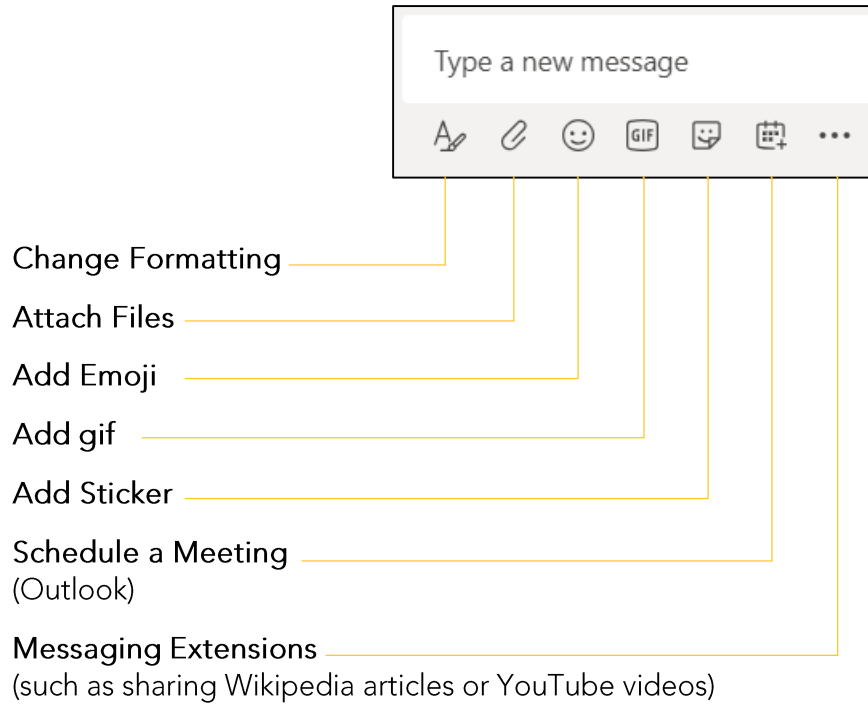 Type a new message
GIF
Change Formatting
Attach Files
Add Emoji
Add gif
Add Sticker
Schedule a Meeting
(Outlook)
Messaging Extensions
(such as sharing Wikipedia articles or YouTube videos)